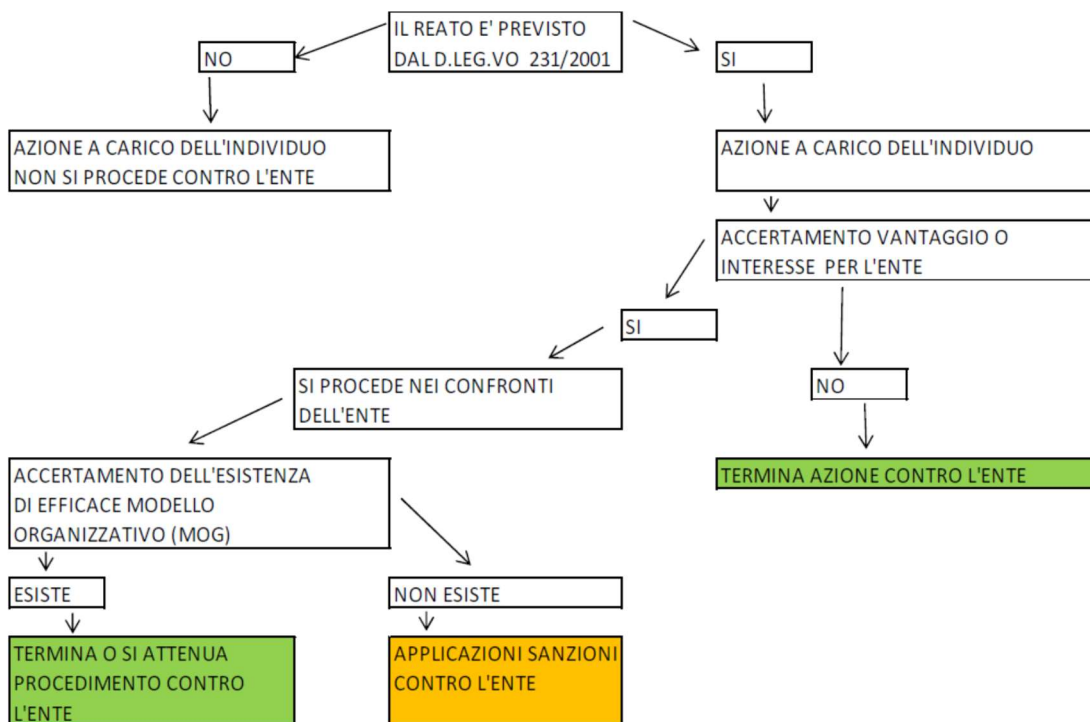 IL REATO E' PREVISTO
DAL D.LEG.VO 231/2001
NO
SI
AZIONE A CARICO DELL'INDIVIDUO
NON SI PROCEDE CONTRO L'ENTE
AZIONE A CARICO DELL'INDIVIDUO
ACCERTAMENTO VANTAGGIO O
INTERESSE PER L'ENTE
SI
SI PROCEDE NEI CONFRONTI
DELL'ENTE
NO
ACCERTAMENTO DELL'ESISTENZA
DI EFFICACE MODELLO
ORGANIZZATIVO (MOG)
TERMINA AZIONE CONTRO L'ENTE
ESISTE
NON ESISTE
TERMINA O SI ATTENUA
PROCEDIMENTO CONTRO
L'ENTE
APPLICAZIONI SANZIONI
CONTRO L'ENTE